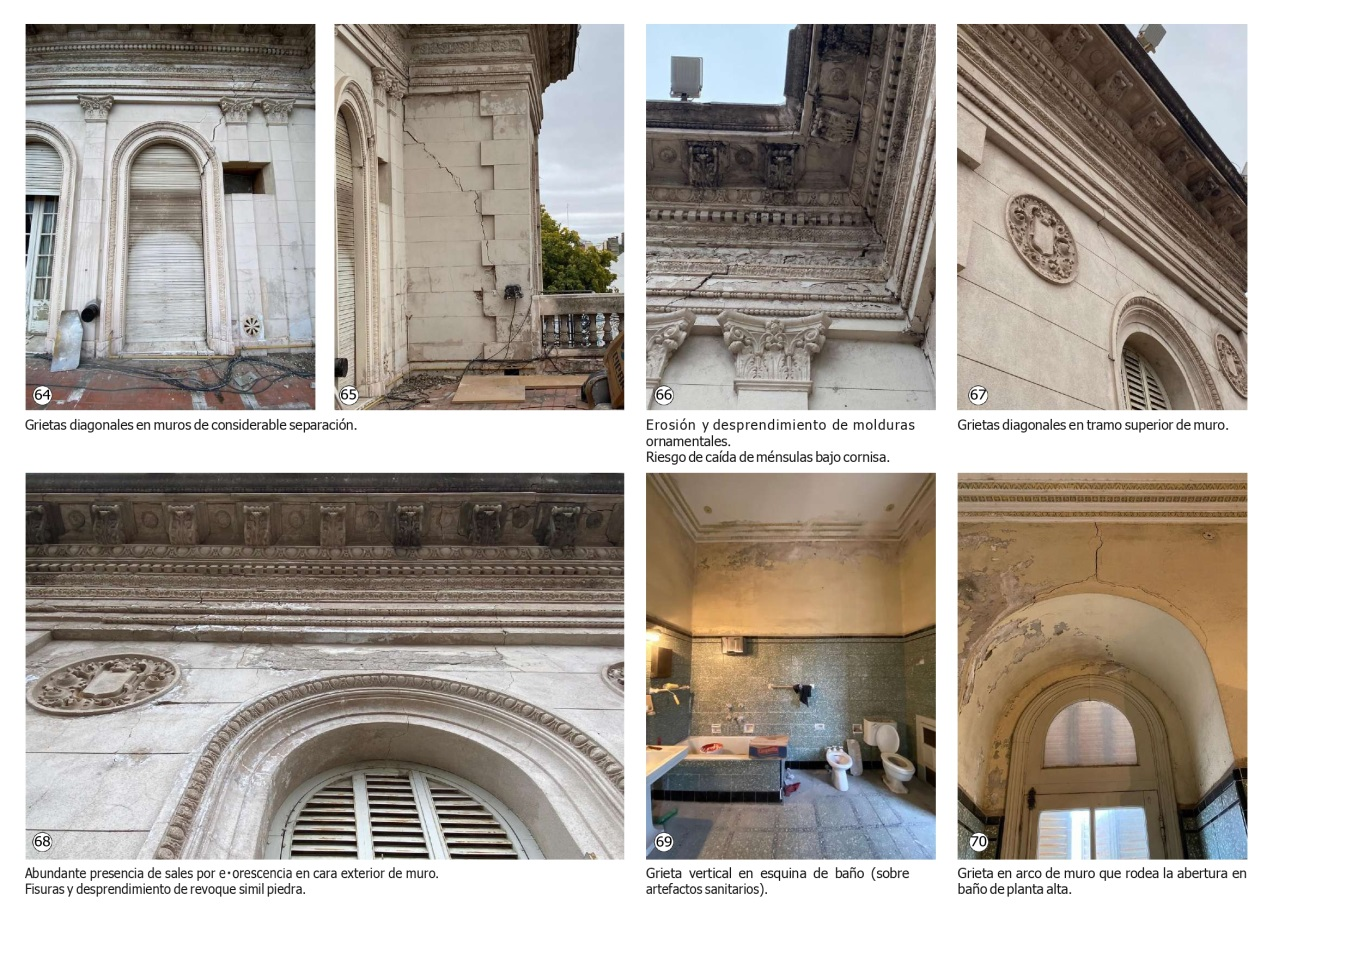 64
65
66
67
Grietas diagonales en muros de considerable separación.
Erosión y desprendimiento de molduras
ornamentales.
Riesgo de caída de ménsulas bajo cornisa.
Grietas diagonales en tramo superior de muro.
68
69
70
Abundante presencia de sales por e•orescencia en cara exterior de muro.
Fisuras y desprendimiento de revoque simil piedra.
Grieta vertical en esquina de baño (sobre
artefactos sanitarios).
Grieta en arco de muro que rodea la abertura en
baño de planta alta.